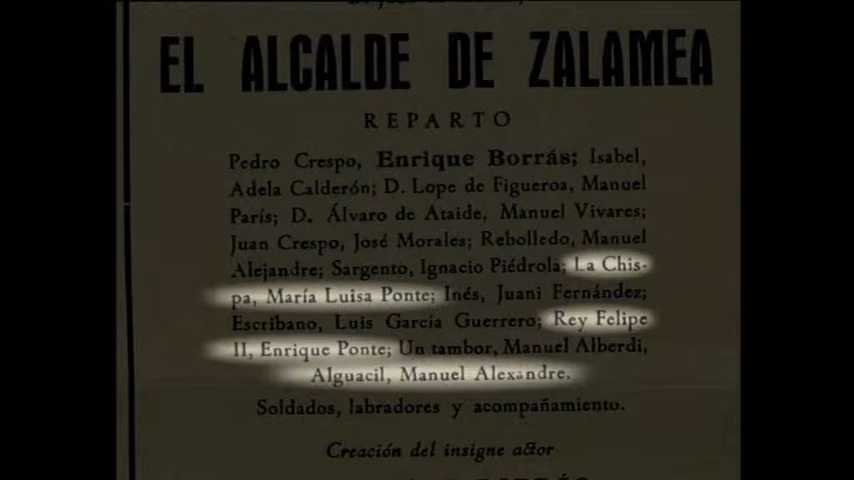 EL ALCALDE DE ZALAMEA
REPARTO
Pedro Crespo, Enrique Borrás; Isabel,
Adela Calderón; D. Lope de Figueroa, Manuel
París; D. Álvaro de Ataide, Manuel Vivares;
Juan Crespo, José Morales; Rebolledo, Manuel
Alejandre; Sargento, Ignacio Piédrola; La Chis-
pa, María Luisa Ponte; Inés, Juani Fernández;
Escribano, Luis García Guerrero; Rey Felipe
II, Enrique Ponte; Un tambor, Manuel Alberdi,
Alguacil, Manuel Alexandre.
Soldados, labradores y acompañamiento.
Creación del insigne actor